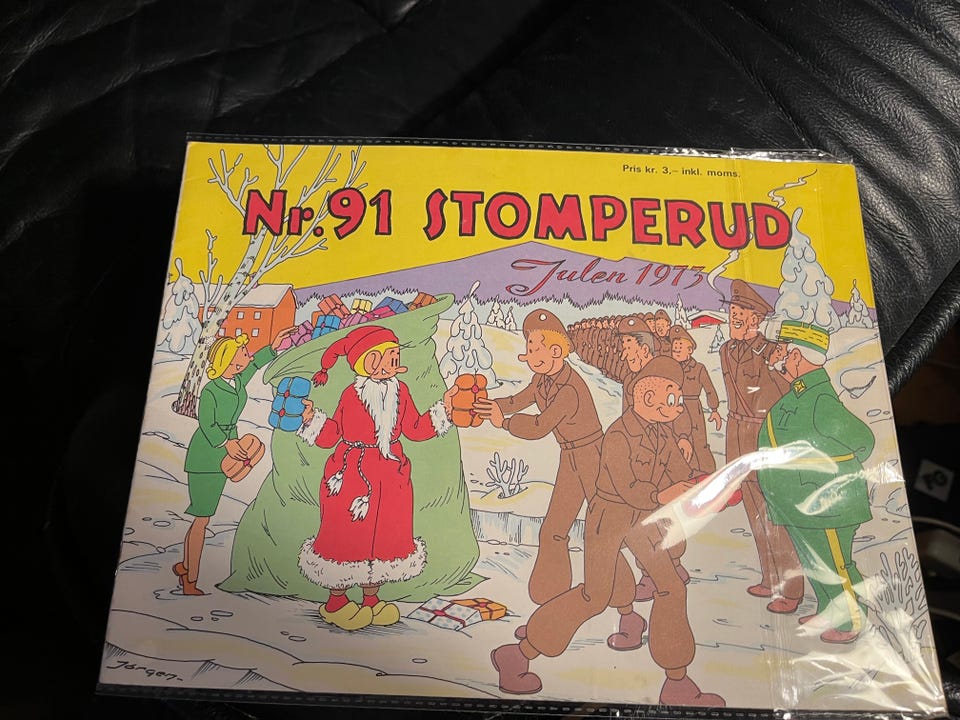 Pris kr. 3,- inkl. moms.
Nr. 91 STOMPERUD
Julen 1973
Jørgen-